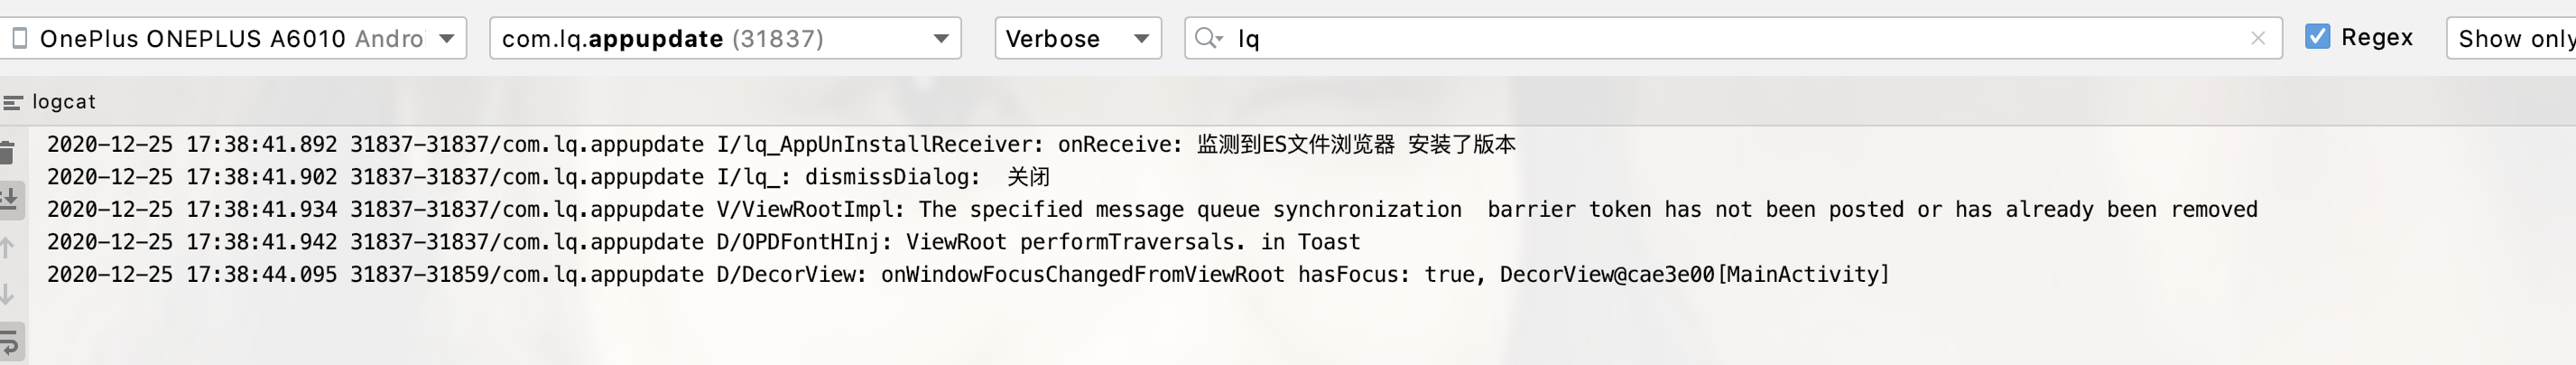 OnePlus ONEPLUS A6010 Andro com.lq.appupdate (31837) Verbose lq Regex Show only
logcat
2020-12-25 17:38:41.892 31837-31837/com.lq.appupdate I/lq_AppUnInstallReceiver: onReceive: 监测到ES文件浏览器 安装了版本
2020-12-25 17:38:41.902 31837-31837/com.lq.appupdate I/lq_: dismissDialog:  关闭
2020-12-25 17:38:41.934 31837-31837/com.lq.appupdate V/ViewRootImpl: The specified message queue synchronization  barrier token has not been posted or has already been removed
2020-12-25 17:38:41.942 31837-31837/com.lq.appupdate D/OPDFontHInj: ViewRoot performTraversals. in Toast
2020-12-25 17:38:44.095 31837-31859/com.lq.appupdate D/DecorView: onWindowFocusChangedFromViewRoot hasFocus: true, DecorView@cae3e00[MainActivity]